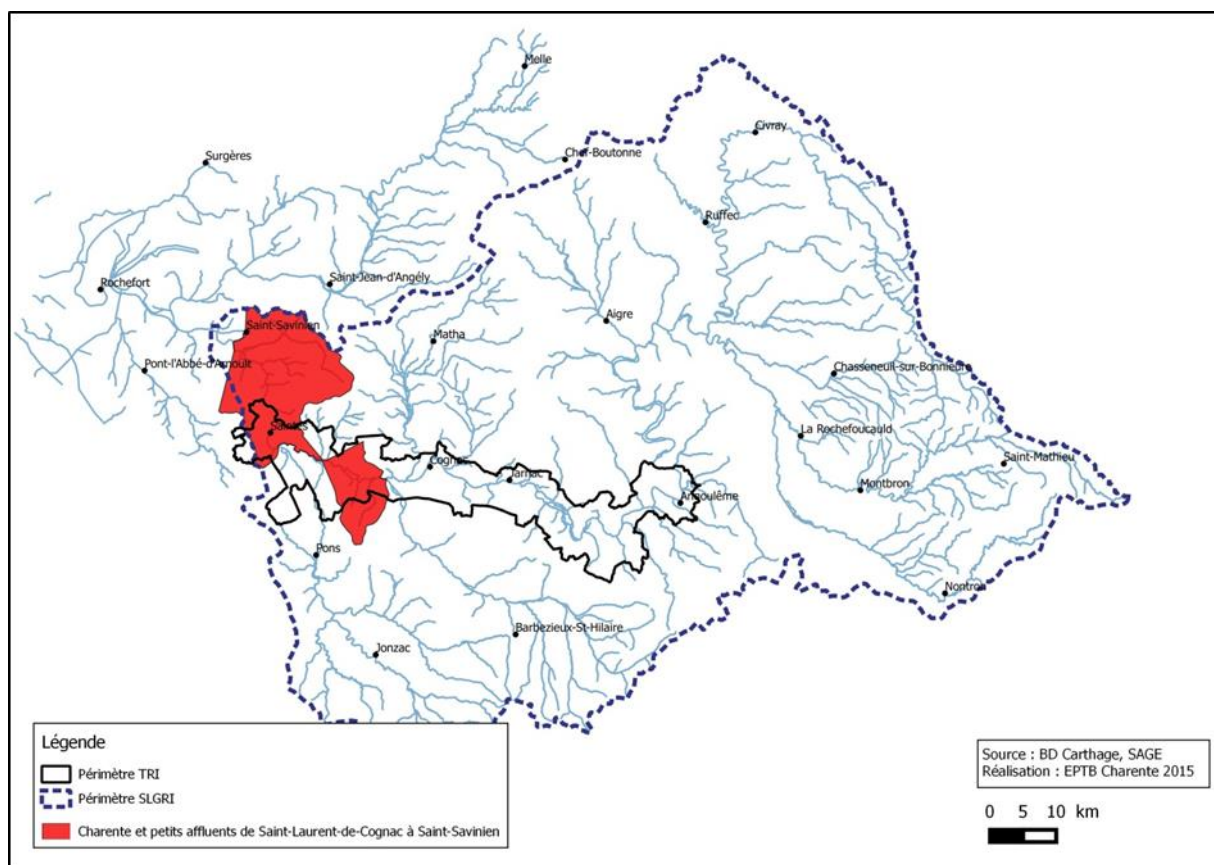 Melle
Civray
Chef-Boutonne
Surgères
Ruffec
Rochefort
Saint-Jean-d'Angély
Aigre
Saint-Savinien
Matha
Pont-l'Abbé-d'Arnoult
Chasseneuil-sur-Bonnieure
Saintes
La Rochefoucauld
Cognac
Saint-Mathieu
Jarnac
Montbron
Angoulême
Pons
Nontron
Barbezieux-St-Hilaire
Jonzac
Légende
Périmètre TRI
Périmètre SLGRI
Charente et petits affluents de Saint-Laurent-de-Cognac à Saint-Savinien
Source : BD Carthage, SAGE
Réalisation : EPTB Charente 2015
0 5 10 km